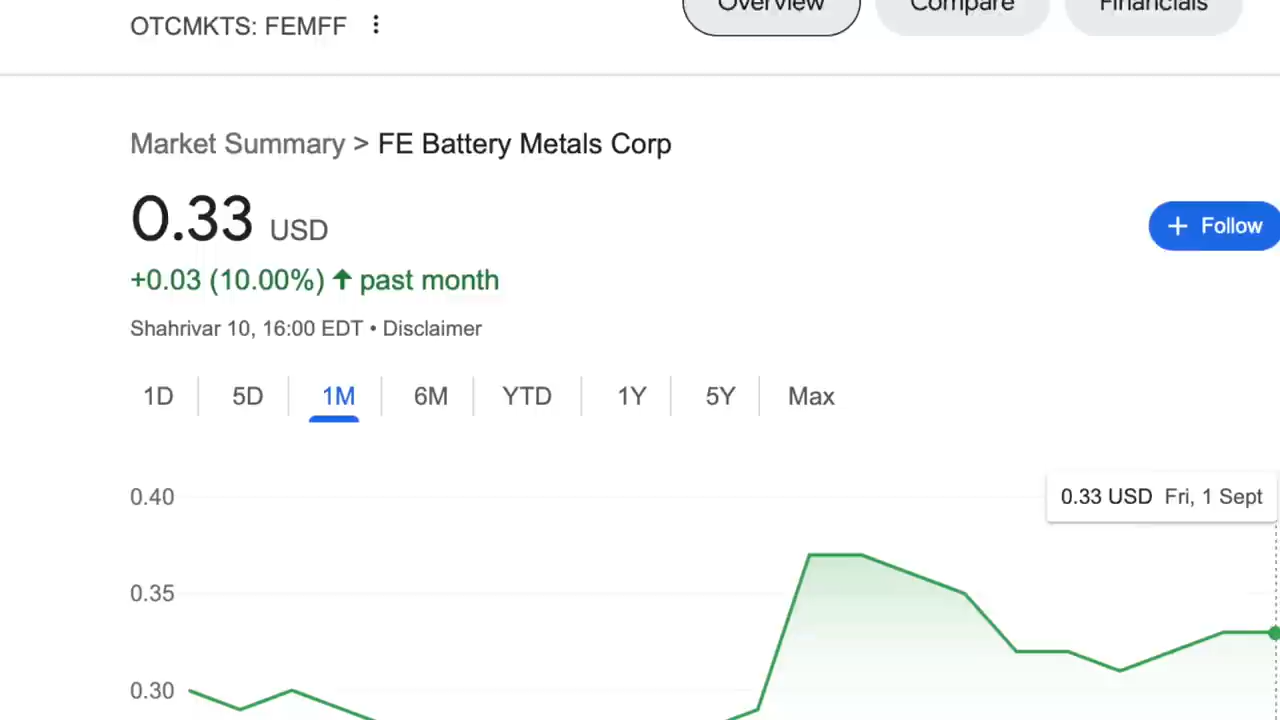 Overview Compare Financials
OTCMKTS: FEMFF
Market Summary > FE Battery Metals Corp
0.33 USD
+ Follow
+0.03 (10.00%) ↑ past month
Shahrivar 10, 16:00 EDT • Disclaimer
1D 5D 1M 6M YTD 1Y 5Y Max
0.40
0.33 USD Fri, 1 Sept
0.35
0.30